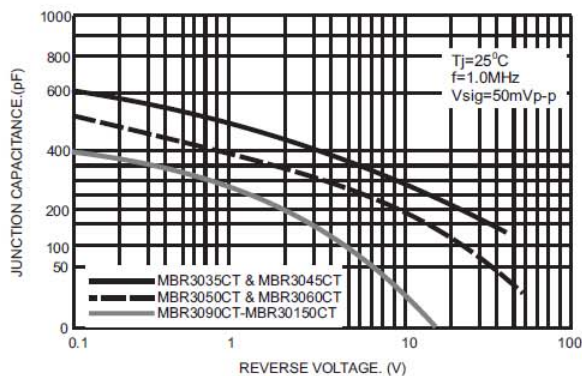 1000
800
600
400
200
100
50
0
JUNCTION CAPACITANCE.(pF)
Tj=25⁰C
f=1.0MHz
Vsig=50mVp-p
MBR3035CT & MBR3045CT
MBR3050CT & MBR3060CT
MBR3090CT-MBR30150CT
0.1 1 10 100
REVERSE VOLTAGE. (V)